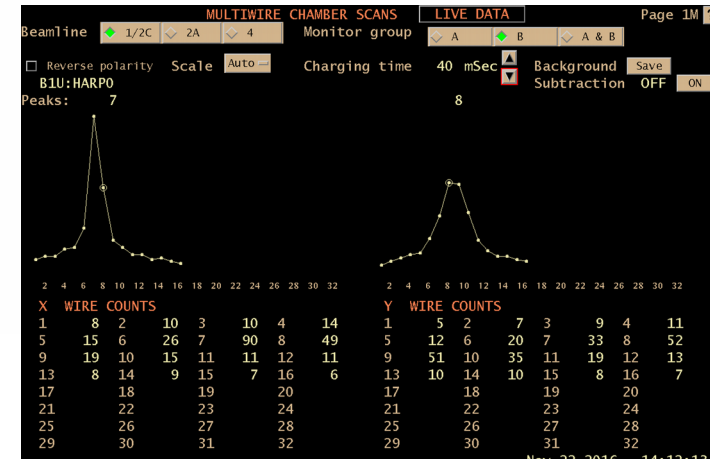 MULTIWIRE CHAMBER SCANS LIVE DATA Page 1M ?
Beamline 1/2C 2A 4 Monitor group A B A & B
Reverse polarity Scale Auto Charging time 40 mSec Background Save
B1U:HARP0 Subtraction OFF ON
Peaks: 7 8
2 4 6 8 10 12 14 16 18 20 22 24 26 28 30 32 2 4 6 8 10 12 14 16 18 20 22 24 26 28 30 32
X WIRE COUNTS Y WIRE COUNTS
1 8 2 10 3 10 4 14 1 5 2 7 3 9 4 11
5 15 6 26 7 90 8 49 5 12 6 20 7 33 8 52
9 19 10 15 11 11 12 11 9 51 10 35 11 19 12 13
13 8 14 9 15 7 16 6 13 10 14 10 15 8 16 7
17 18 19 20 17 18 19 20
21 22 23 24 21 22 23 24
25 26 27 28 25 26 27 28
29 30 31 32 29 30 31 32
Nov 22 2016 14:12:13